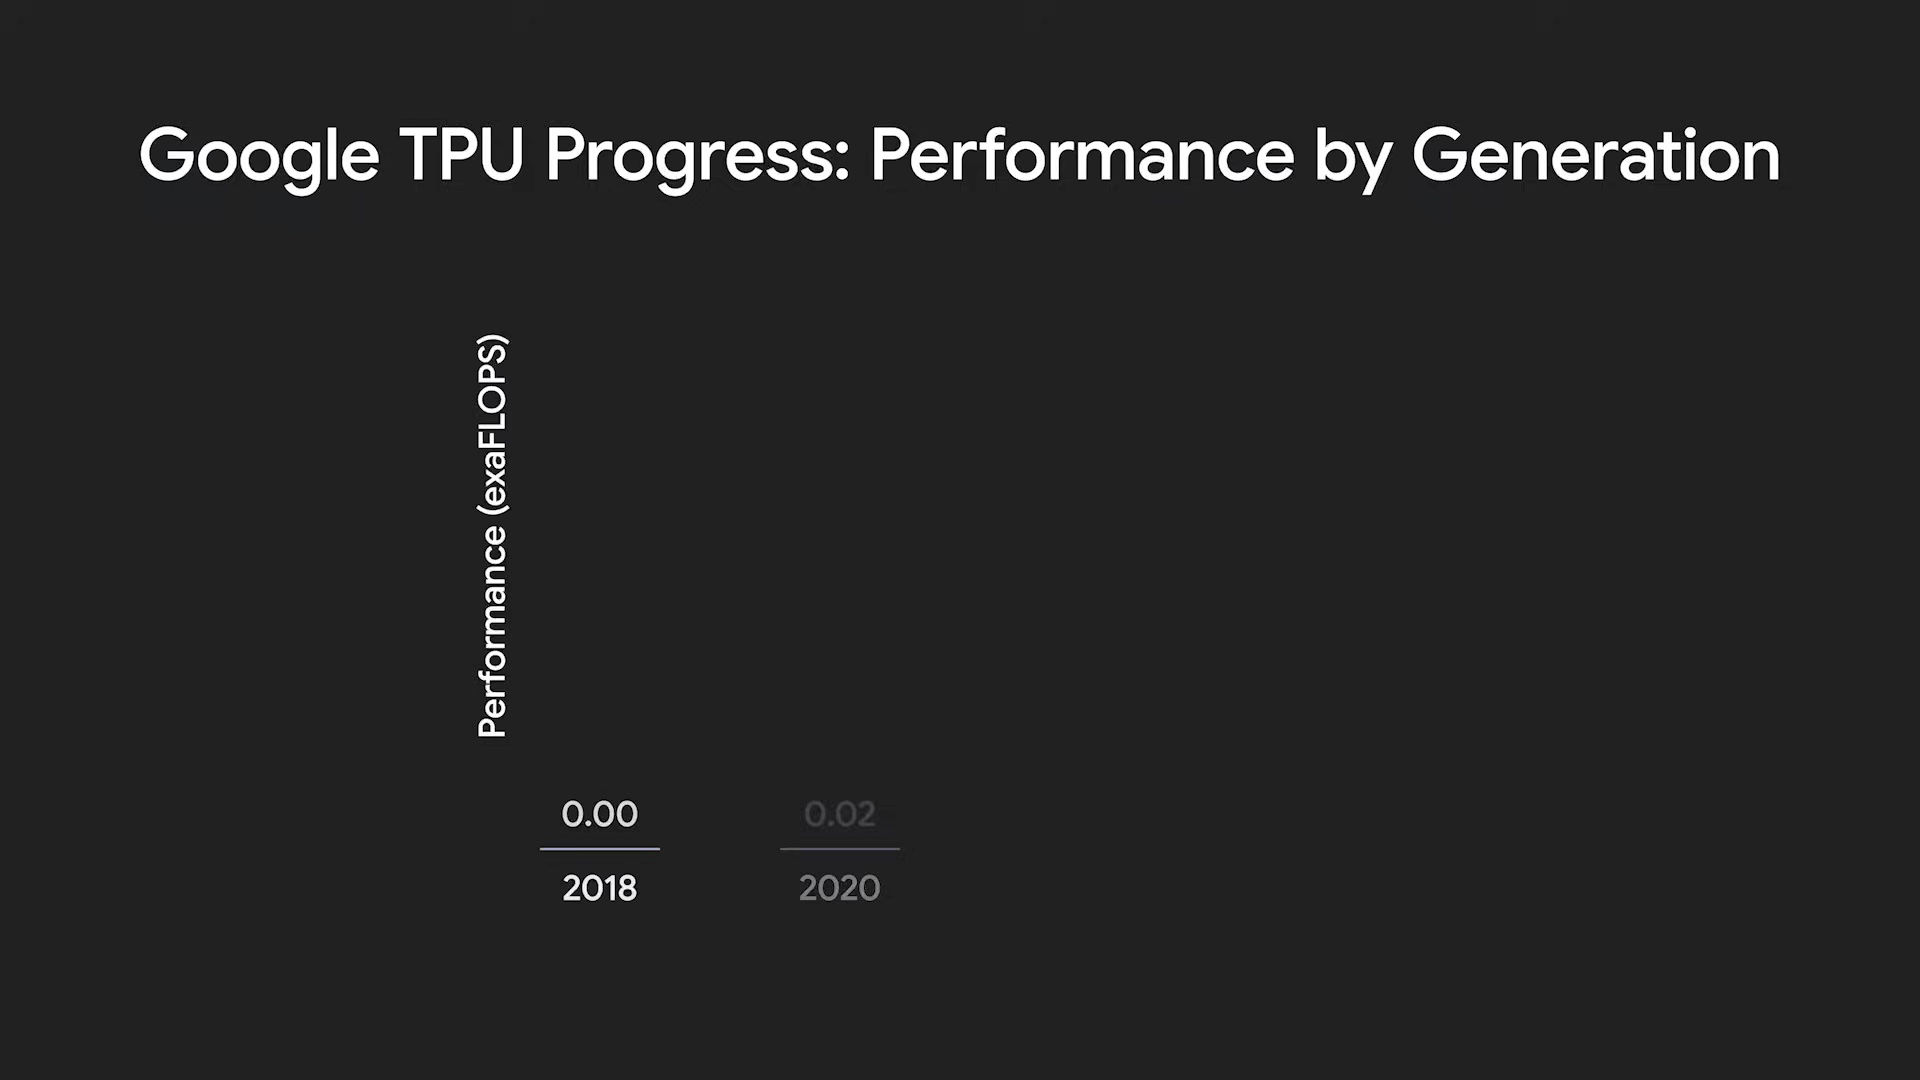 Google TPU Progress: Performance by Generation
Performance (exaFLOPS)
0.00
0.02
2018
2020